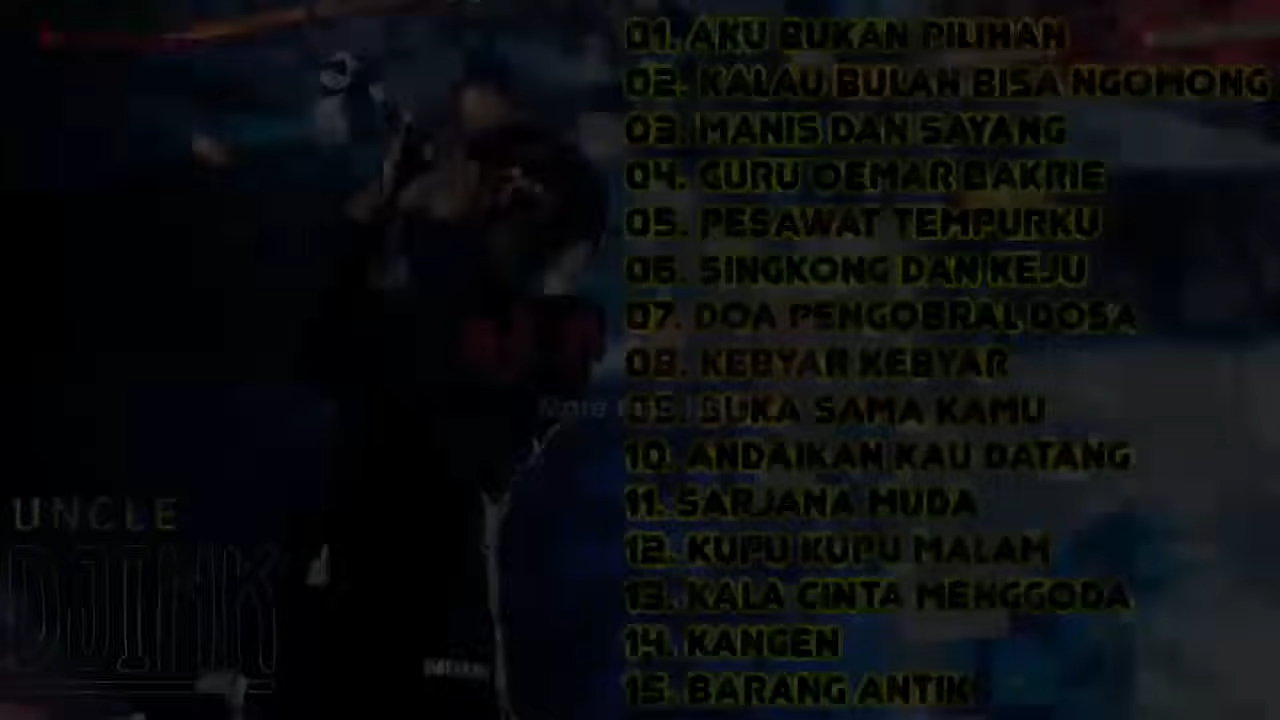 01. AKU BUKAN PILIHAN
02. KALAU BULAN BISA NGOMONG
03. MANIS DAN SAYANG
04. GURU OEMAR BAKRIE
05. PESAWAT TEMPURKU
06. SINGKONG DAN KEJU
07. DOA PENGOBRAL DOSA
08. KEBYAR KEBYAR
09. SUKA SAMA KAMU
10. ANDAIKAN KAU DATANG
11. SARJANA MUDA
12. KUPU KUPU MALAM
13. KALA CINTA MENGGODA
14. KANGEN
15. BARANG ANTIK
More
UNCLE
DJINK